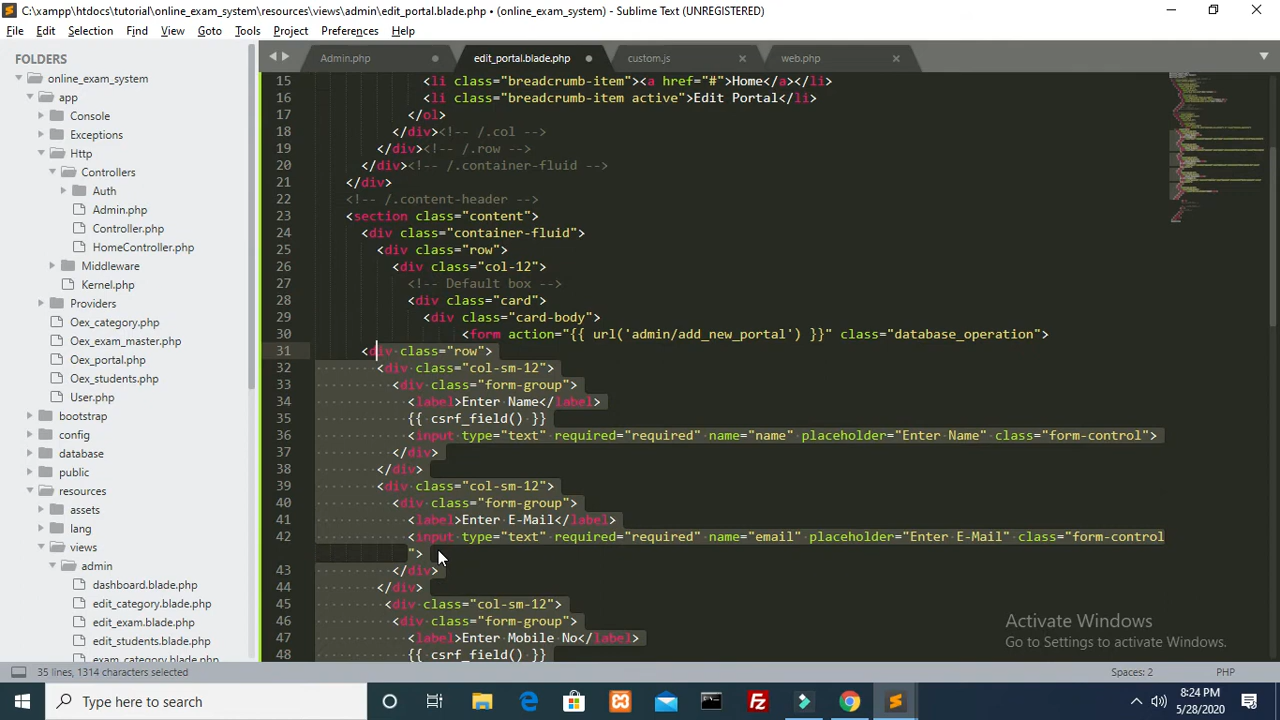 C:\xampp\htdocs\tutorial\online_exam_system\resources\views\admin\edit_portal.blade.php • (online_exam_system) - Sublime Text (UNREGISTERED)
File Edit Selection Find View Goto Tools Project Preferences Help
FOLDERS
online_exam_system
app
Console
Exceptions
Http
Controllers
Auth
Admin.php
Controller.php
HomeController.php
Middleware
Kernel.php
Providers
Oex_category.php
Oex_exam_master.php
Oex_portal.php
Oex_students.php
User.php
bootstrap
config
database
public
resources
assets
lang
views
admin
dashboard.blade.php
edit_category.blade.php
edit_exam.blade.php
edit_students.blade.php
exam_category.blade.php
Admin.php edit_portal.blade.php custom.js web.php
15 <li class="breadcrumb-item"><a href="#">Home</a></li>
16 <li class="breadcrumb-item active">Edit Portal</li>
17 </ol>
18 </div><!-- /.col -->
19 </div><!-- /.row -->
20 </div><!-- /.container-fluid -->
21 </div>
22 <!-- /.content-header -->
23 <section class="content">
24 <div class="container-fluid">
25 <div class="row">
26 <div class="col-12">
27 <!-- Default box -->
28 <div class="card">
29 <div class="card-body">
30 <form action="{{ url('admin/add_new_portal') }}" class="database_operation">
31 <div class="row">
32 <div class="col-sm-12">
33 <div class="form-group">
34 <label>Enter Name</label>
35 {{ csrf_field() }}
36 <input type="text" required="required" name="name" placeholder="Enter Name" class="form-control">
37 </div>
38 </div>
39 <div class="col-sm-12">
40 <div class="form-group">
41 <label>Enter E-Mail</label>
42 <input type="text" required="required" name="email" placeholder="Enter E-Mail" class="form-control
">
43 </div>
44 </div>
45 <div class="col-sm-12">
46 <div class="form-group">
47 <label>Enter Mobile No</label>
48 {{ csrf_field() }}
Activate Windows
Go to Settings to activate Windows.
35 lines, 1314 characters selected Spaces: 2 PHP
Type here to search
8:24 PM
5/28/2020